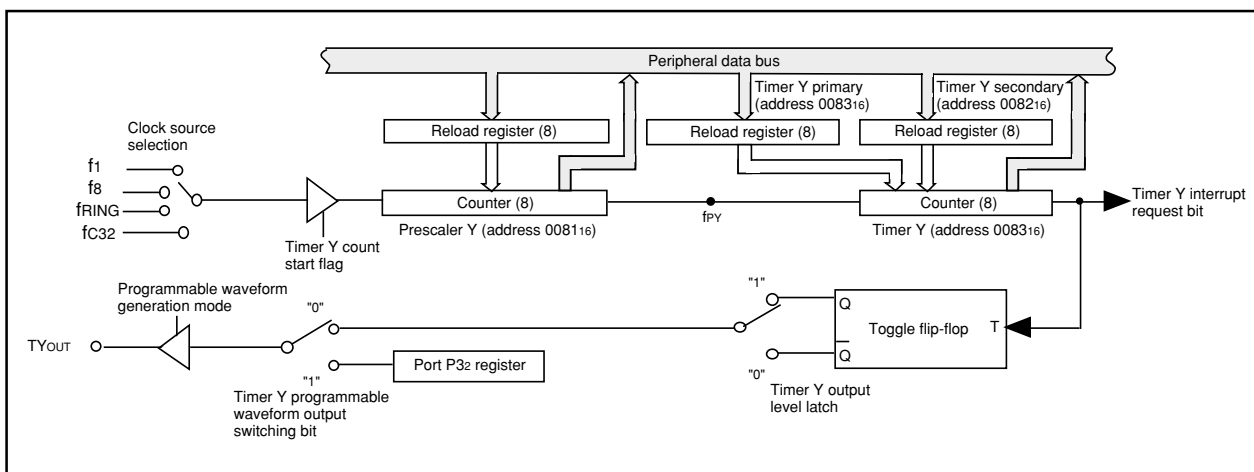 Peripheral data bus
Timer Y primary
(address 008316)
Timer Y secondary
(address 008216)
Clock source
selection
Reload register (8)
Reload register (8)
Reload register (8)
f1
f8
fRING
fC32
Counter (8)
fPY
Counter (8)
Timer Y interrupt
request bit
Prescaler Y (address 008116)
Timer Y (address 008316)
Timer Y count
start flag
Programmable waveform
generation mode
"0"
"1"
Q
Toggle flip-flop
T
TYOUT
Port P32 register
Q
"1"
"0"
Timer Y programmable
waveform output
switching bit
Timer Y output
level latch